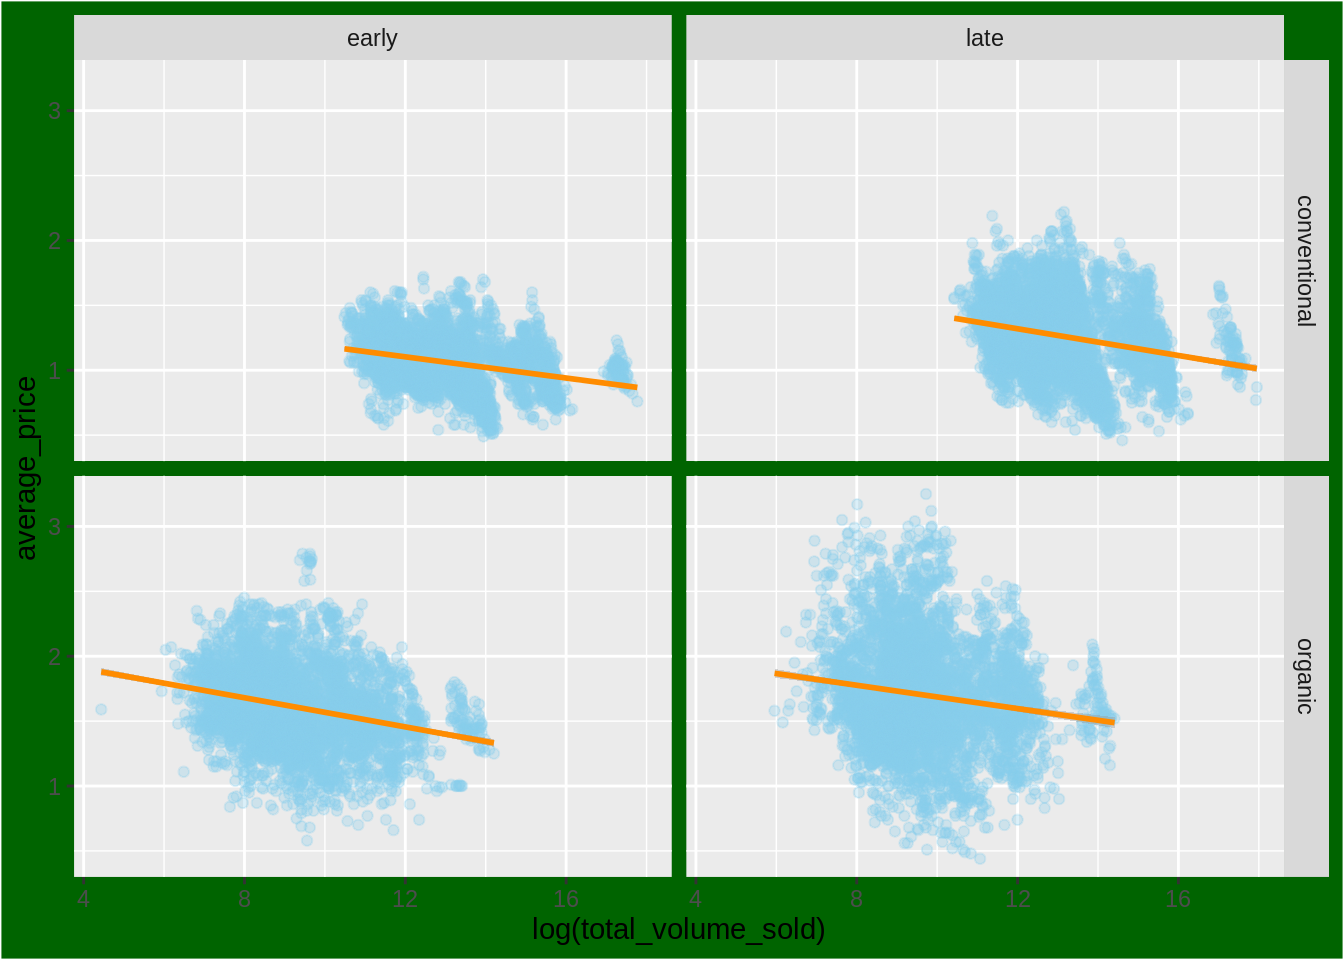 early
late
3
2
1
conventional
average_price
3
2
1
organic
4
8
12
16
4
8
12
16
log(total_volume_sold)